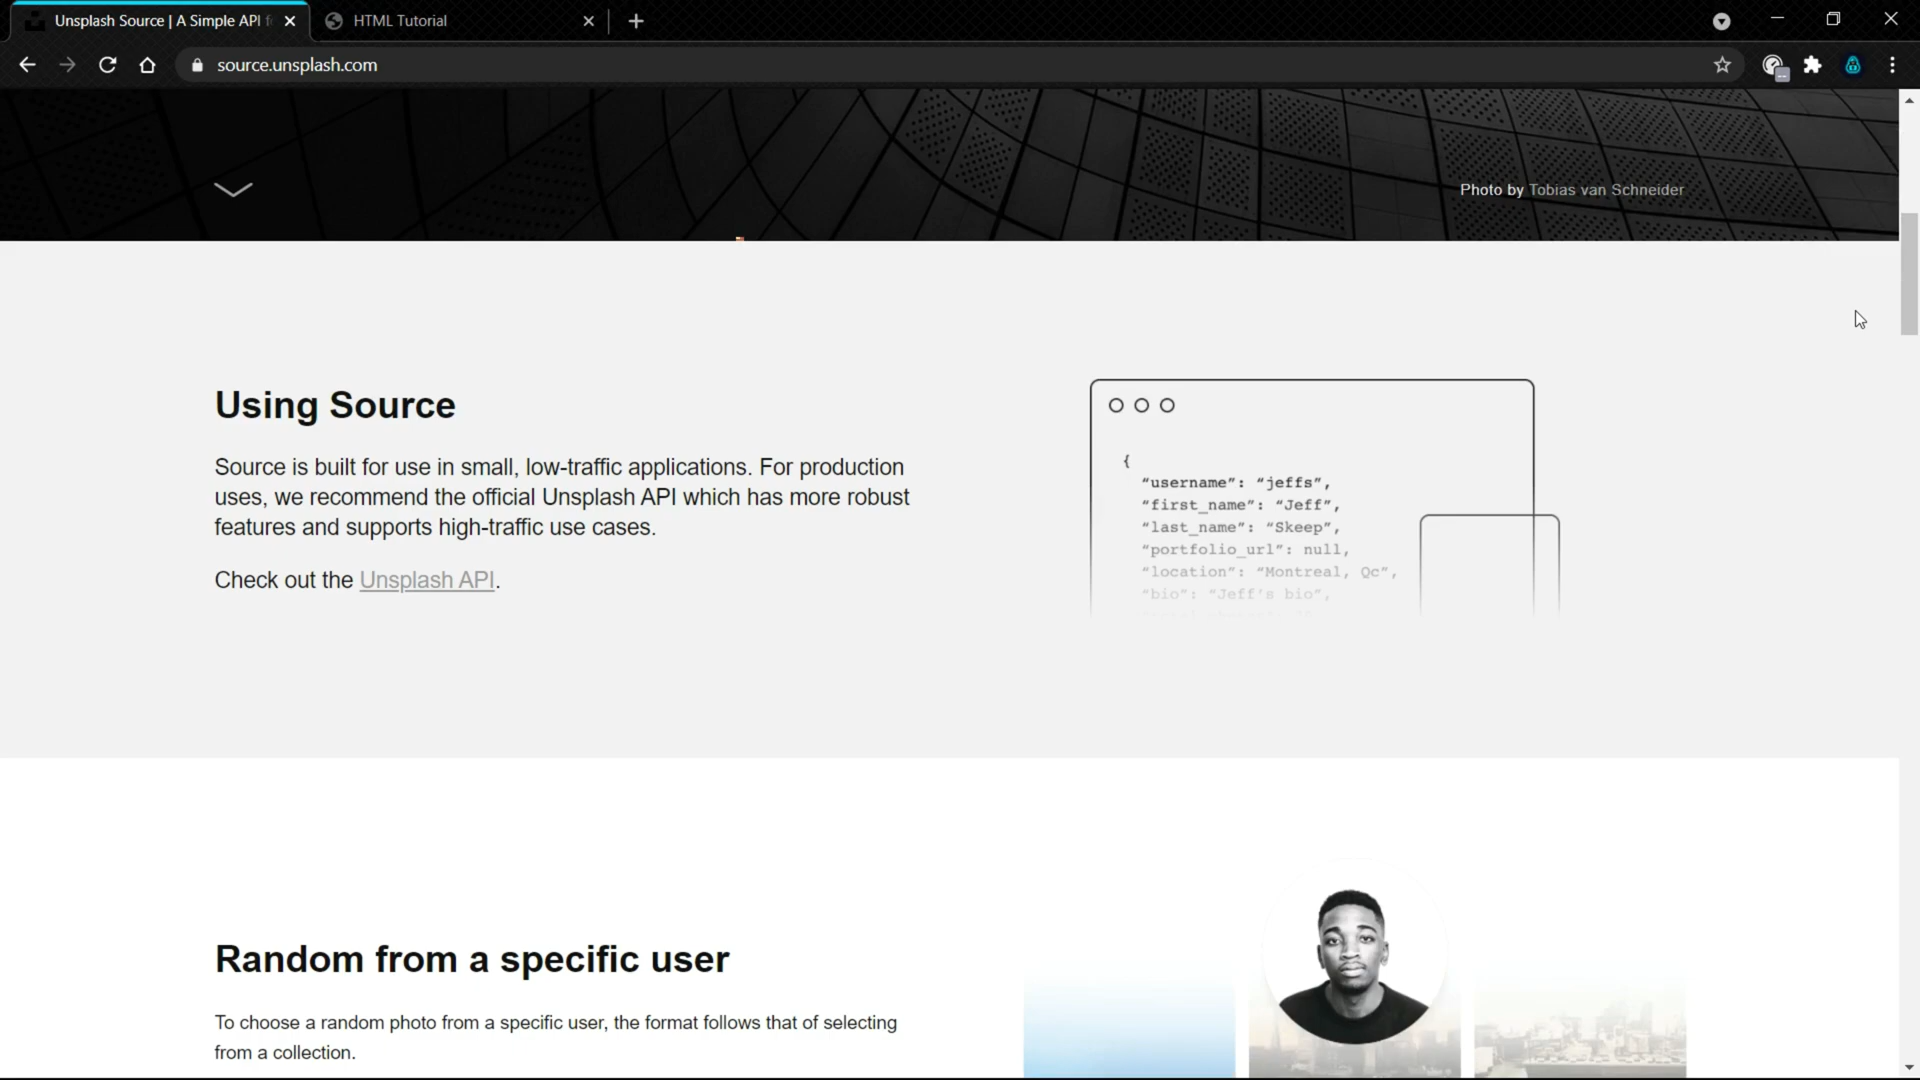 Unsplash Source | A Simple API f
HTML Tutorial
source.unsplash.com
Photo by Tobias van Schneider
Using Source
Source is built for use in small, low-traffic applications. For production
uses, we recommend the official Unsplash API which has more robust
features and supports high-traffic use cases.
Check out the Unsplash API.
{
“username”: “jeffs”,
“first_name”: “Jeff”,
“last_name”: “Skeep”,
“portfolio_url”: null,
“location”: “Montreal, Qc”,
“bio”: “Jeff’s bio”,
Random from a specific user
To choose a random photo from a specific user, the format follows that of selecting
from a collection.